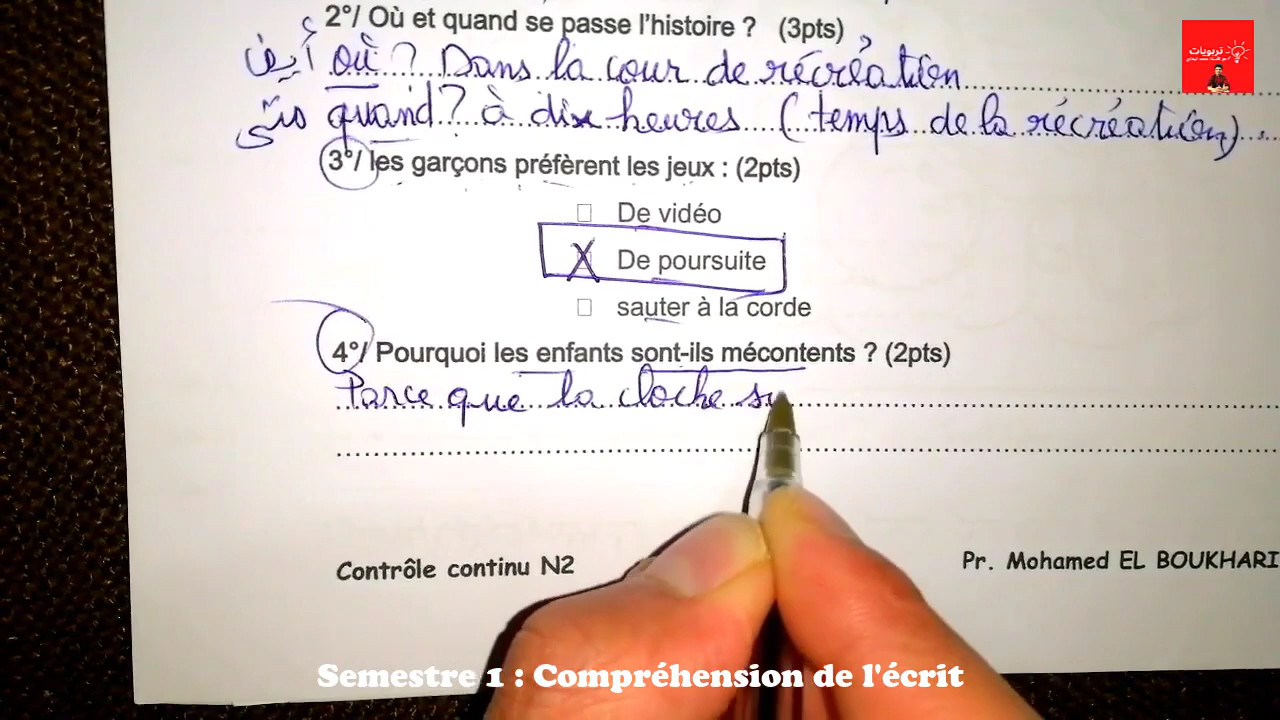 2°/ Où et quand se passe l'histoire ? (3pts)
أين où ? Dans la cour de récréation
متى quand ? à dix heures (temps de la récréation)
3°/ les garçons préfèrent les jeux : (2pts)
De vidéo
X De poursuite
sauter à la corde
4°/ Pourquoi les enfants sont-ils mécontents ? (2pts)
Parce que la cloche
Contrôle continu N2 Pr. Mohamed EL BOUKHARI
Semestre 1 : Compréhension de l'écrit
تربويات